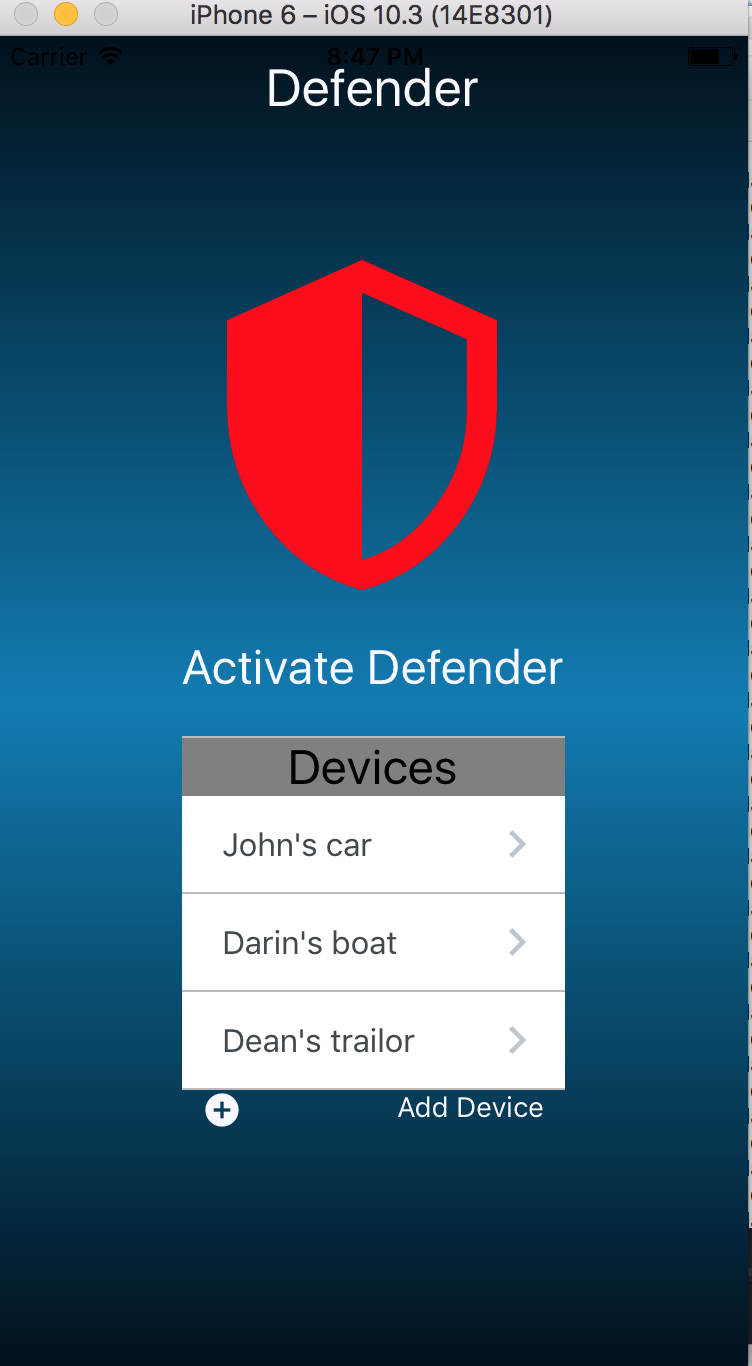 iPhone 6 – iOS 10.3 (14E8301)
Carrier 8:47 PM
Defender
Activate Defender
Devices
John's car
Darin's boat
Dean's trailor
Add Device